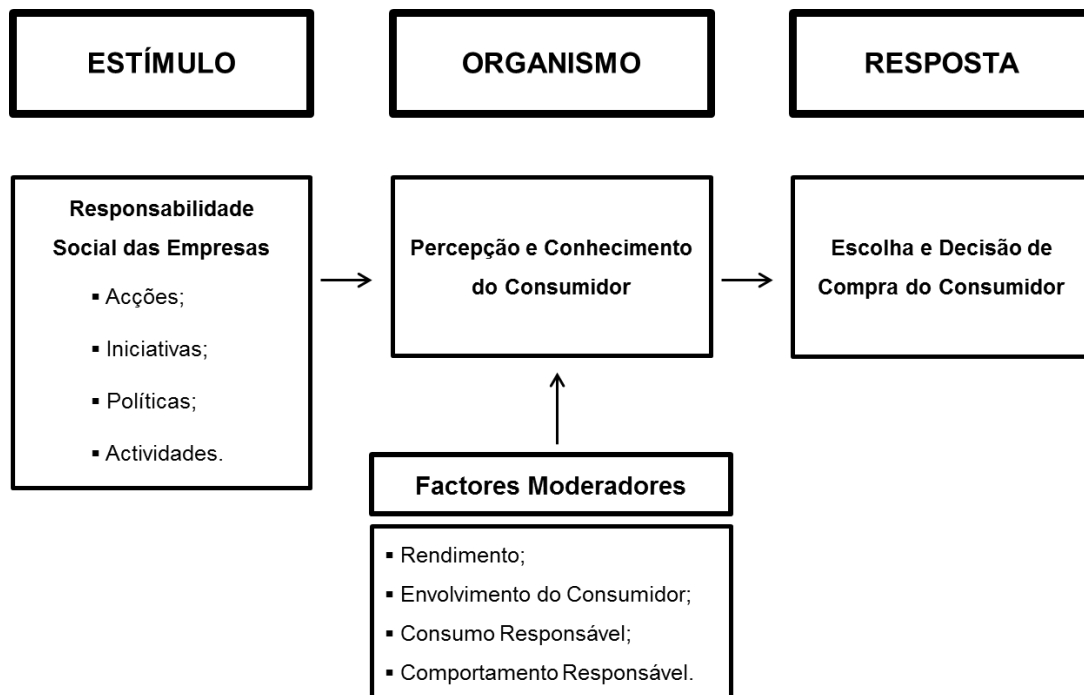 ESTÍMULO
ORGANISMO
RESPOSTA
Responsabilidade
Social das Empresas
▪ Acções;
▪ Iniciativas;
▪ Políticas;
▪ Actividades.
Percepção e Conhecimento
do Consumidor
Escolha e Decisão de
Compra do Consumidor
Factores Moderadores
▪ Rendimento;
▪ Envolvimento do Consumidor;
▪ Consumo Responsável;
▪ Comportamento Responsável.